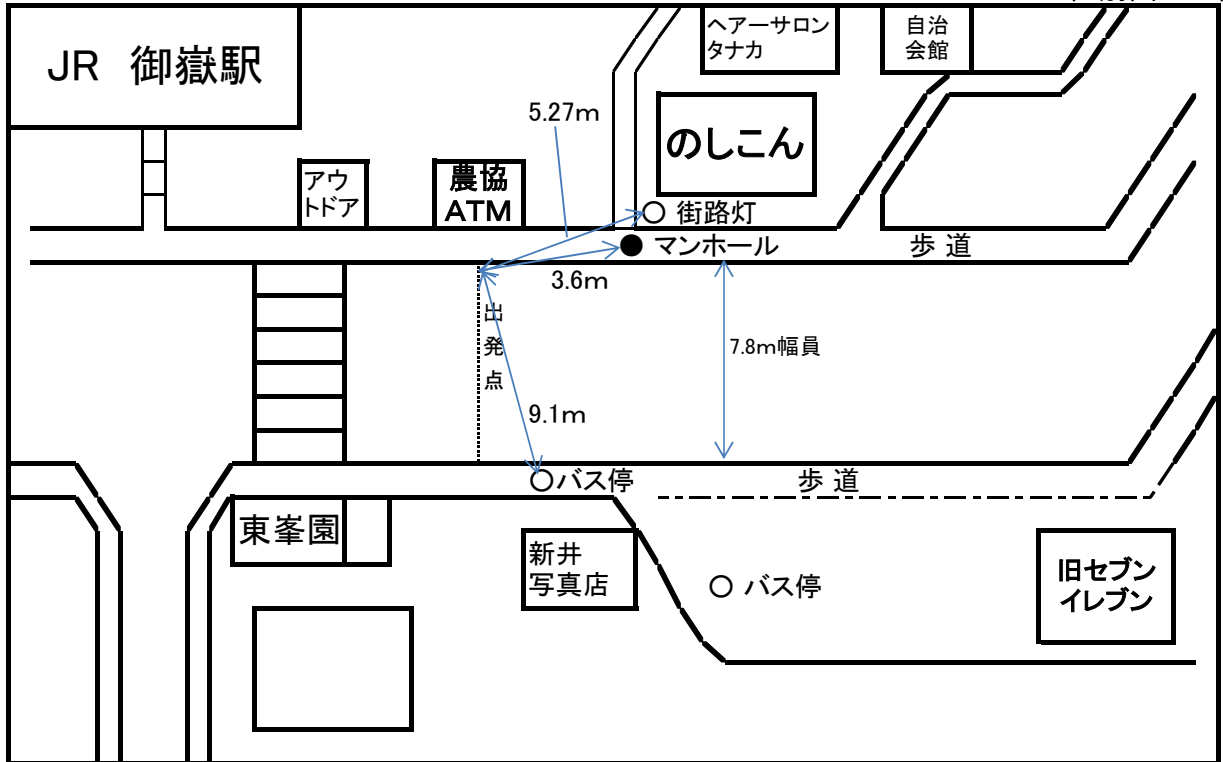 JR 御嶽駅
ヘアーサロン
タナカ
自治
会館
5.27m
のしこん
アウ
トドア
農協
ATM
街路灯
マンホール
歩 道
3.6m
出
発
点
7.8m幅員
9.1m
バス停
歩 道
東峯園
新井
写真店
バス停
旧セブン
イレブン